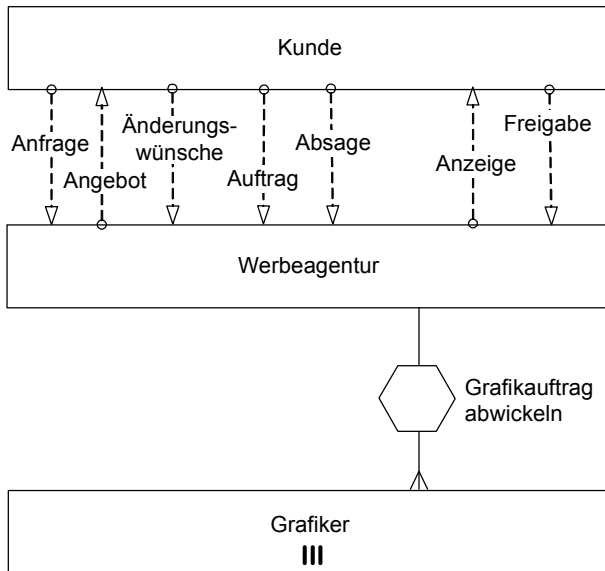 Kunde
Anfrage
Angebot
Änderungs-
wünsche
Auftrag
Absage
Anzeige
Freigabe
Werbeagentur
Grafikauftrag
abwickeln
Grafiker